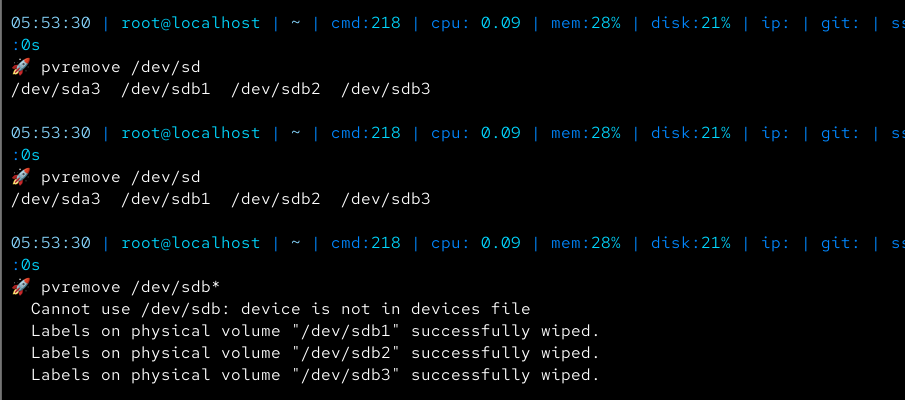 05:53:30 | root@localhost | ~ | cmd:218 | cpu: 0.09 | mem:28% | disk:21% | ip: | git: | ss
:0s
🚀 pvremove /dev/sd
/dev/sda3  /dev/sdb1  /dev/sdb2  /dev/sdb3
05:53:30 | root@localhost | ~ | cmd:218 | cpu: 0.09 | mem:28% | disk:21% | ip: | git: | ss
:0s
🚀 pvremove /dev/sd
/dev/sda3  /dev/sdb1  /dev/sdb2  /dev/sdb3
05:53:30 | root@localhost | ~ | cmd:218 | cpu: 0.09 | mem:28% | disk:21% | ip: | git: | ss
:0s
🚀 pvremove /dev/sdb*
  Cannot use /dev/sdb: device is not in devices file
  Labels on physical volume "/dev/sdb1" successfully wiped.
  Labels on physical volume "/dev/sdb2" successfully wiped.
  Labels on physical volume "/dev/sdb3" successfully wiped.